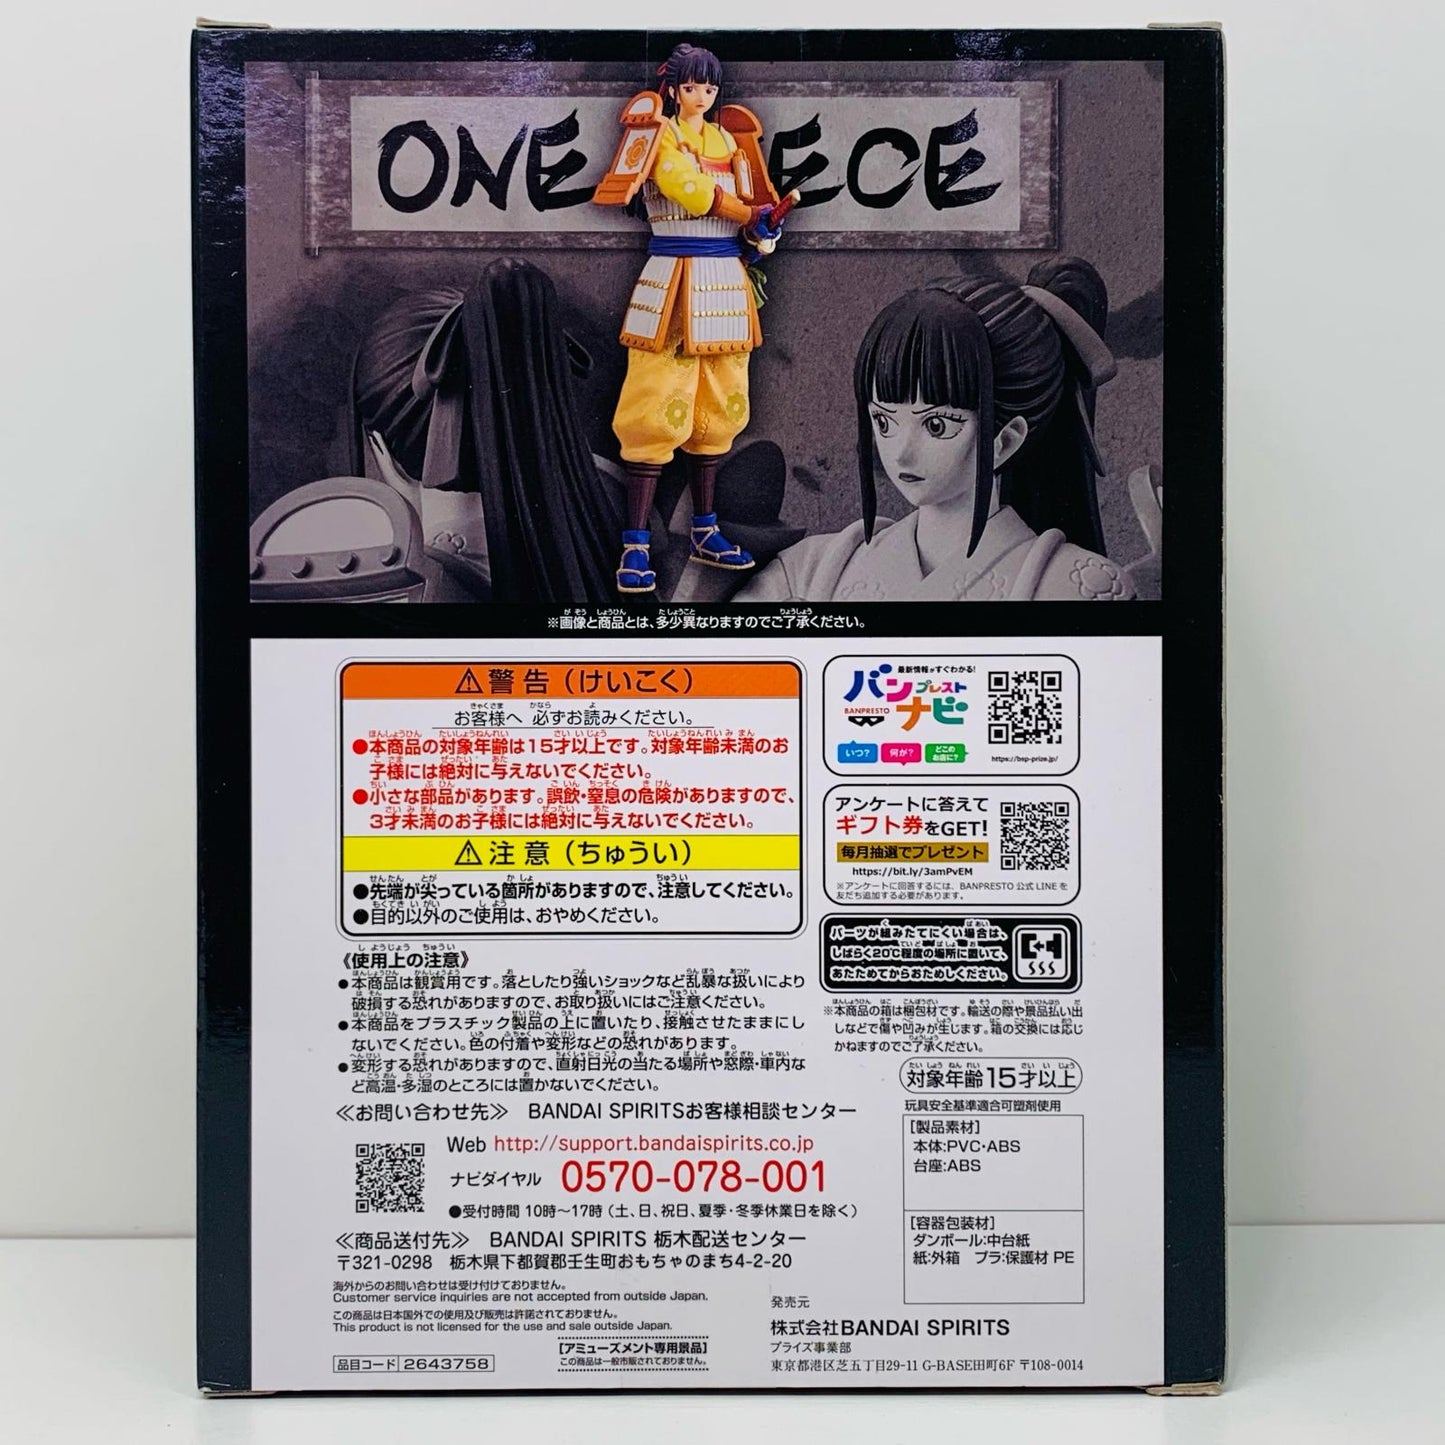 ONE PIECE
※画像と商品とは、多少異なりますのでご了承ください。
⚠警告(けいこく)
お客様へ 必ずお読みください。
●本商品の対象年齢は15才以上です。対象年齢未満のお
子様には絶対に与えないでください。
●小さな部品があります。誤飲・窒息の危険がありますので、
3才未満のお子様には絶対に与えないでください。
⚠注意(ちゅうい)
●先端が尖っている箇所がありますので、注意してください。
●目的以外のご使用は、おやめください。
《使用上の注意》
●本商品は観賞用です。落としたり強いショックなど乱暴な扱いにより
破損する恐れがありますので、お取り扱いにはご注意ください。
●本商品をプラスチック製品の上に置いたり、接触させたままにし
ないでください。色の付着や変形などの恐れがあります。
●変形する恐れがありますので、直射日光の当たる場所や窓際・車内な
ど高温・多湿のところには置かないでください。
≪お問い合わせ先≫ BANDAI SPIRITSお客様相談センター
Web http://support.bandaispirits.co.jp
ナビダイヤル 0570-078-001
●受付時間 10時～17時(土、日、祝日、夏季・冬季休業日を除く)
≪商品送付先≫ BANDAI SPIRITS 栃木配送センター
〒321-0298 栃木県下都賀郡壬生町おもちゃのまち4-2-20
海外からのお問い合わせは受け付けておりません。
Customer service inquiries are not accepted from outside Japan.
この商品は日本国外での使用及び販売は許諾されておりません。
This product is not licensed for the use and sale outside Japan.
品目コード 2643758
[アミューズメント専用景品]
この商品は一般市販されておりません。
最新情報がすぐわかる!
バンプレストナビ
BANPRESTO
いつ? 何が? どこのお店に?
https://bsp-prize.jp/
アンケートに答えて
ギフト券をGET!
毎月抽選でプレゼント
https://bit.ly/3amPvEM
※アンケートに回答するには、BANPRESTO公式LINEを
友だち追加する必要があります。
パーツが組みたてにくい場合は、
しばらく20℃程度の場所に置いて、
あたためてからおためしください。
※本商品の箱は梱包材です。輸送の際や景品払い出
しなどで傷や凹みが生じます。箱の交換には応じ
かねますのでご了承ください。
対象年齢15才以上
玩具安全基準適合可塑剤使用
[製品素材]
本体:PVC・ABS
台座:ABS
[容器包装材]
ダンボール:中台紙
紙:外箱 プラ:保護材 PE
発売元
株式会社BANDAI SPIRITS
プライズ事業部
東京都港区芝五丁目29-11 G-BASE田町6F 〒108-0014